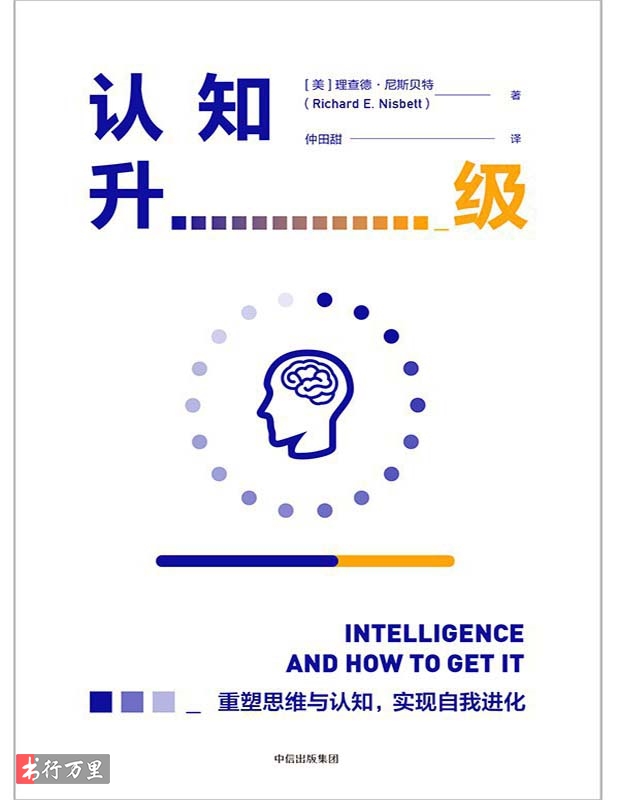 认知
[美]理查德·尼斯贝特
(Richard E. Nisbett) 著
仲田甜 译
升 级
INTELLIGENCE
AND HOW TO GET IT
重塑思维与认知，实现自我进化
中信出版集团
书行万里